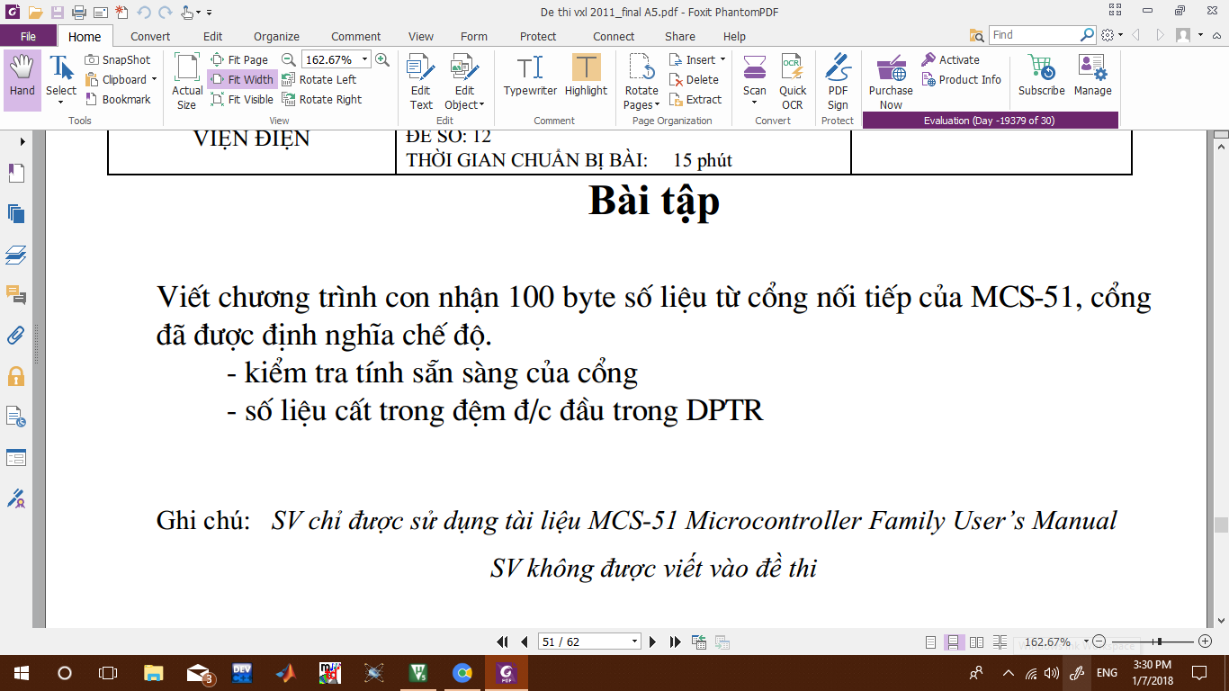 De thi vxl 2011_final A5.pdf - Foxit PhantomPDF
File Home Convert Edit Organize Comment View Form Protect Connect Share Help Find
Hand Select SnapShot Clipboard Bookmark Actual Size Fit Page Fit Width Fit Visible 162.67% Rotate Left Rotate Right Edit Text Edit Object Typewriter Highlight Rotate Pages Insert Delete Extract Scan Quick OCR PDF Sign Purchase Now Activate Product Info Subscribe Manage
Tools View Edit Comment Page Organization Convert Protect Evaluation (Day -19379 of 30)
VIỆN ĐIỆN ĐỀ SỐ: 12
THỜI GIAN CHUẨN BỊ BÀI: 15 phút
Bài tập
Viết chương trình con nhận 100 byte số liệu từ cổng nối tiếp của MCS-51, cổng
đã được định nghĩa chế độ.
- kiểm tra tính sẵn sàng của cổng
- số liệu cất trong đệm đ/c đầu trong DPTR
Ghi chú: SV chỉ được sử dụng tài liệu MCS-51 Microcontroller Family User's Manual
SV không được viết vào đề thi
51 / 62 162.67%
DEV 3 ENG 3:30 PM
1/7/2018